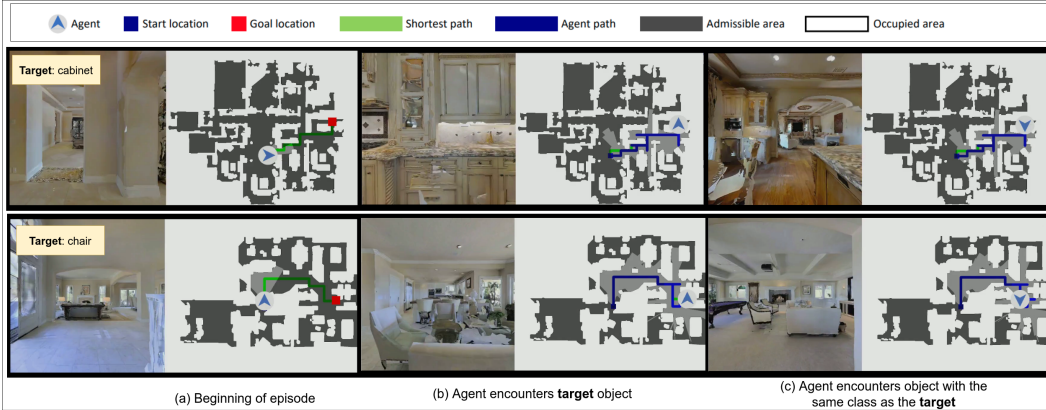 Agent
Start location
Goal location
Shortest path
Agent path
Admissible area
Occupied area
Target: cabinet
Target: chair
(a) Beginning of episode
(b) Agent encounters target object
(c) Agent encounters object with the
same class as the target